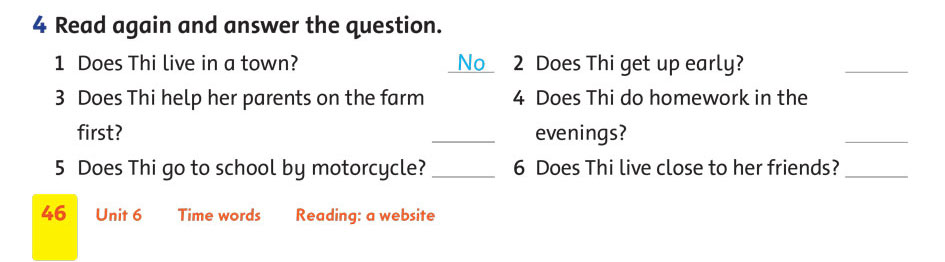 4 Read again and answer the question.
1 Does Thi live in a town? No 2 Does Thi get up early?
3 Does Thi help her parents on the farm 4 Does Thi do homework in the
first? evenings?
5 Does Thi go to school by motorcycle? 6 Does Thi live close to her friends?
46 Unit 6 Time words Reading: a website